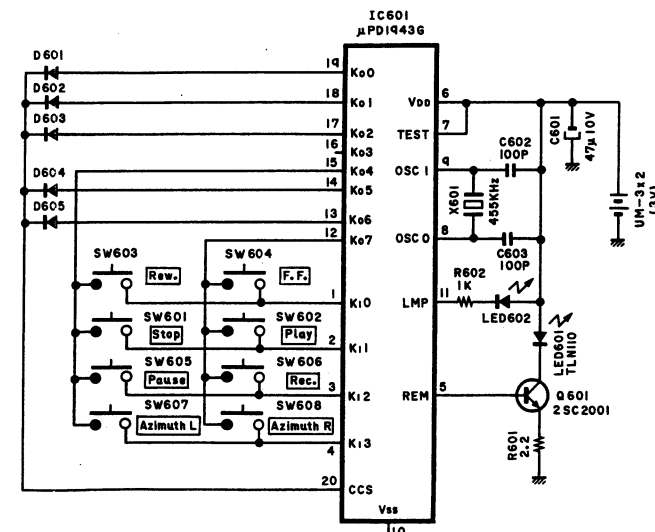 IC601
μPD1943G
D601
19
Ko0
D602
18
Ko1
D603
17
Ko2
16
Ko3
15
Ko4
D604
14
Ko5
D605
13
Ko6
12
Ko7
VDD
6
TEST
7
OSC I
9
OSC O
8
LMP
11
REM
5
C601
47μ10V
C602
100P
X601
455KHz
C603
100P
UM-3x2
(3V)
R602
1K
LED602
LED601
TLN110
Q601
2SC2001
R601
2.2
SW603
Rew.
SW604
F.F.
1
KI0
SW601
Stop
SW602
Play
2
KI1
SW605
Pause
SW606
Rec.
3
KI2
SW607
Azimuth L
SW608
Azimuth R
KI3
4
20
CCS
Vss
10